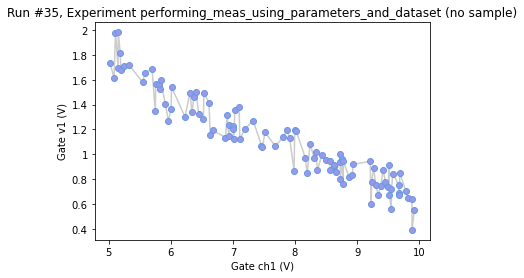 Run #35, Experiment performing_meas_using_parameters_and_dataset (no sample)
2
1.8
1.6
1.4
1.2
1
0.8
0.6
0.4
Gate v1 (V)
5 6 7 8 9 10
Gate ch1 (V)